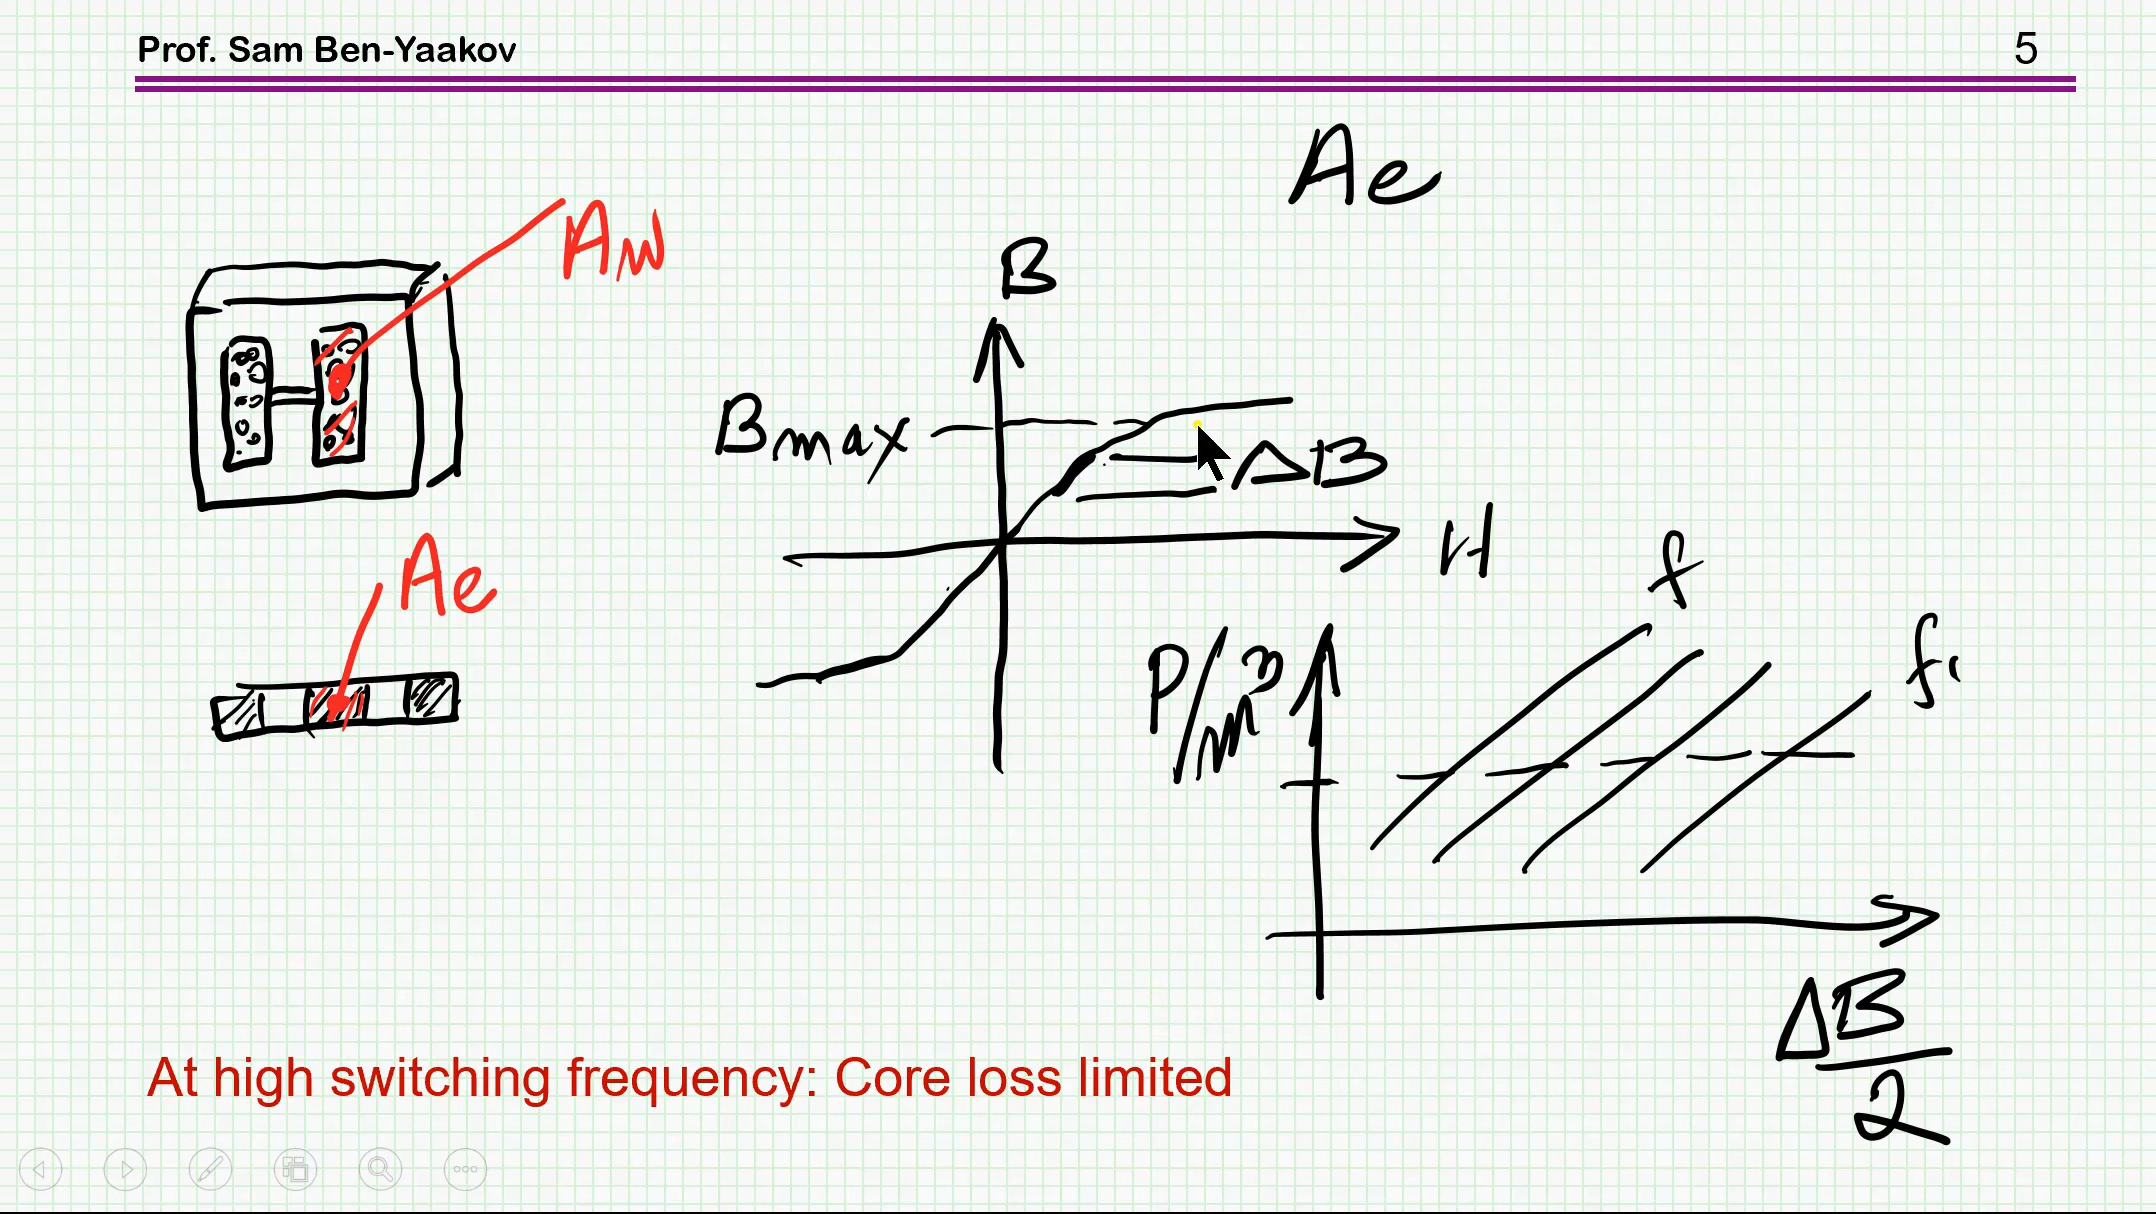 Prof. Sam Ben-Yaakov
5
Ae
Aw
B
Bmax
ΔB
H
Ae
f
P/m³
f₁
ΔB
2
At high switching frequency: Core loss limited